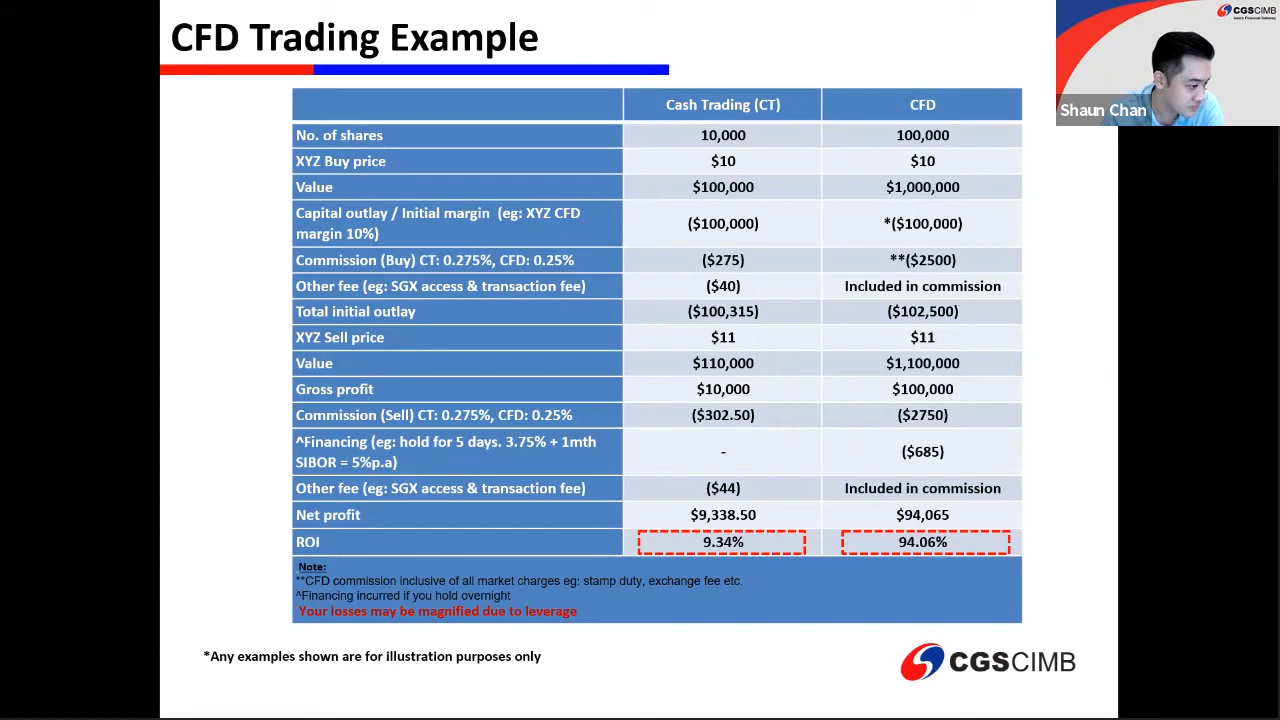 CFD Trading Example
CGSCIMB
Asia's Financial Gateway
Shaun Chan
Cash Trading (CT) CFD
No. of shares 10,000 100,000
XYZ Buy price $10 $10
Value $100,000 $1,000,000
Capital outlay / Initial margin (eg: XYZ CFD
margin 10%) ($100,000) *($100,000)
Commission (Buy) CT: 0.275%, CFD: 0.25% ($275) **($2500)
Other fee (eg: SGX access & transaction fee) ($40) Included in commission
Total initial outlay ($100,315) ($102,500)
XYZ Sell price $11 $11
Value $110,000 $1,100,000
Gross profit $10,000 $100,000
Commission (Sell) CT: 0.275%, CFD: 0.25% ($302.50) ($2750)
^Financing (eg: hold for 5 days. 3.75% + 1mth
SIBOR = 5%p.a) - ($685)
Other fee (eg: SGX access & transaction fee) ($44) Included in commission
Net profit $9,338.50 $94,065
ROI 9.34% 94.06%
Note:
**CFD commission inclusive of all market charges eg: stamp duty, exchange fee etc.
^Financing incurred if you hold overnight
Your losses may be magnified due to leverage
*Any examples shown are for illustration purposes only
CGSCIMB